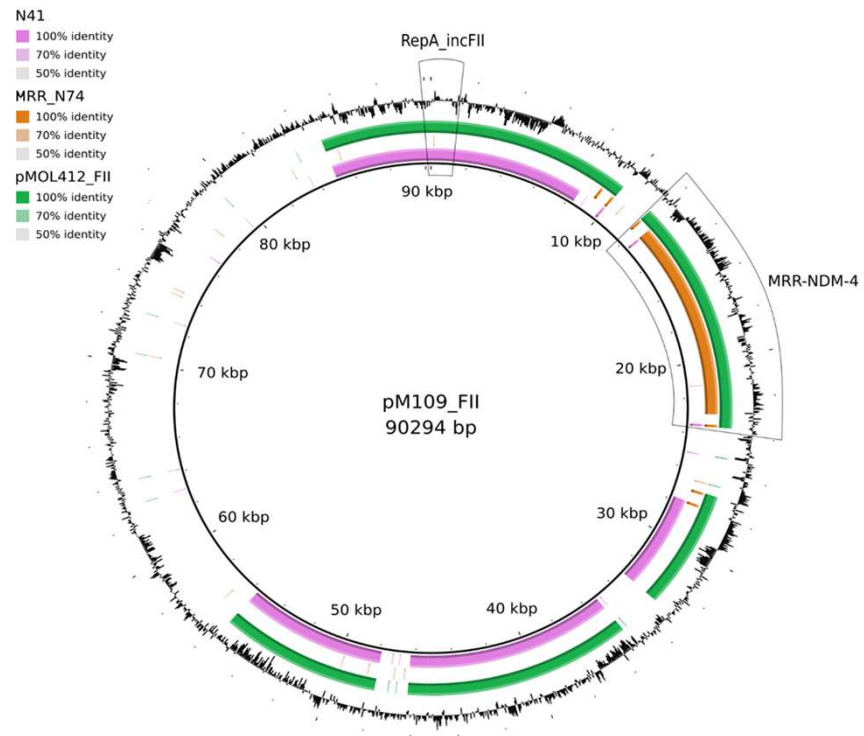 N41
100% identity
70% identity
50% identity
MRR_N74
100% identity
70% identity
50% identity
pMOL412_FII
100% identity
70% identity
50% identity
RepA_incFII
90 kbp
10 kbp
80 kbp
MRR-NDM-4
20 kbp
70 kbp
pM109_FII
90294 bp
30 kbp
60 kbp
40 kbp
50 kbp